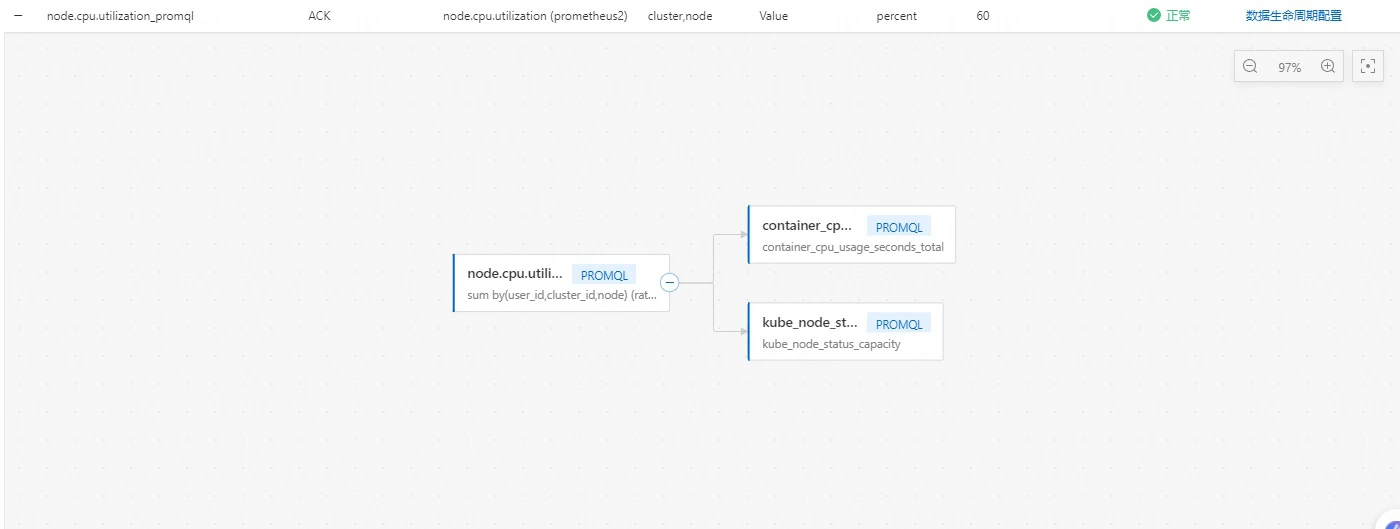 node.cpu.utilization_promql ACK node.cpu.utilization (prometheus2) cluster,node Value percent 60 正常 数据生命周期配置
97%
container_cp... PROMQL
container_cpu_usage_seconds_total
node.cpu.utili... PROMQL
sum by(user_id,cluster_id,node) (rat...
kube_node_st... PROMQL
kube_node_status_capacity